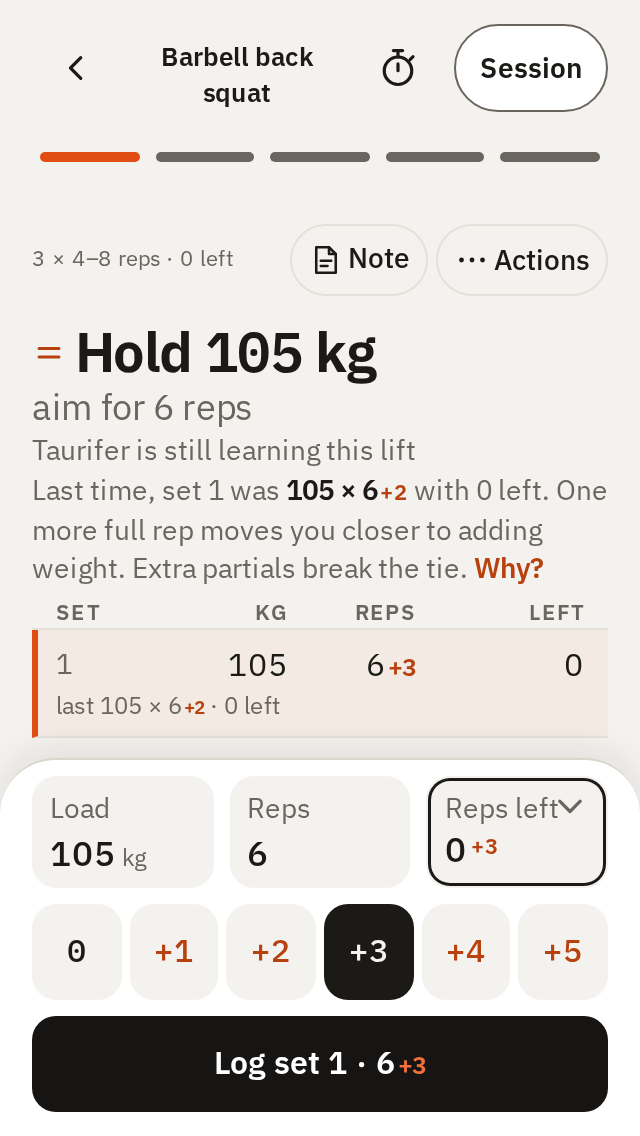 Barbell back
squat
Session
3 × 4–8 reps · 0 left
Note
Actions
= Hold 105 kg
aim for 6 reps
Taurifer is still learning this lift
Last time, set 1 was 105 × 6+2 with 0 left. One
more full rep moves you closer to adding
weight. Extra partials break the tie. Why?
SET KG REPS LEFT
1 105 6+3 0
last 105 × 6+2 · 0 left
Load Reps Reps left
105 kg 6 0+3
0 +1 +2 +3 +4 +5
Log set 1 · 6+3